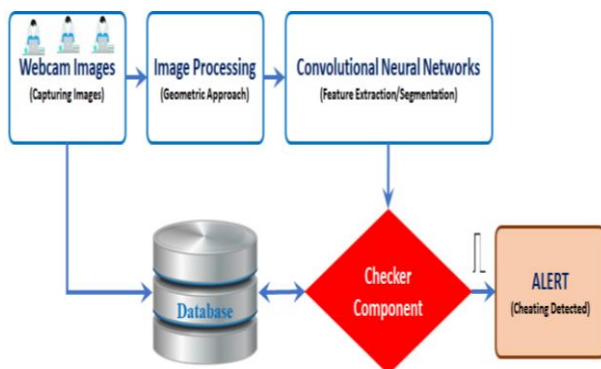 Webcam Images
(Capturing Images)
Image Processing
(Geometric Approach)
Convolutional Neural Networks
(Feature Extraction/Segmentation)
Database
Checker
Component
ALERT
(Cheating Detected)